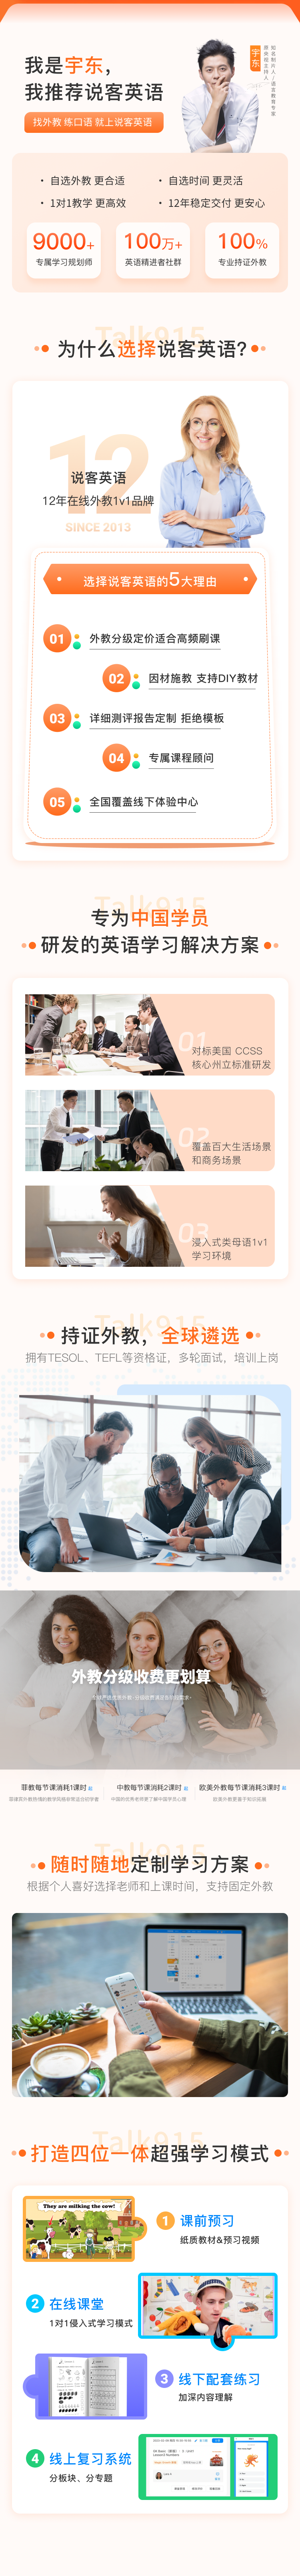 我是宇东，
我推荐说客英语
找外教 练口语 就上说客英语
宇东
知名制片人/语言教育专家
原央视主持人
· 自选外教 更合适
· 自选时间 更灵活
· 1对1教学 更高效
· 12年稳定交付 更安心
9000+
专属学习规划师
100万+
英语精进者社群
100%
专业持证外教
Talk915
为什么选择说客英语?
12
说客英语
12年在线外教1v1品牌
SINCE 2013
选择说客英语的5大理由
01
外教分级定价适合高频刷课
02
因材施教 支持DIY教材
03
详细测评报告定制 拒绝模板
04
专属课程顾问
05
全国覆盖线下体验中心
Talk915
专为中国学员
研发的英语学习解决方案
01
对标美国 CCSS
核心州立标准研发
02
覆盖百大生活场景
和商务场景
03
浸入式类母语1v1
学习环境
Talk915
持证外教，全球遴选
拥有TESOL、TEFL等资格证，多轮面试，培训上岗
外教分级收费更划算
菲教每节课消耗1课时
中教每节课消耗2课时
欧美外教每节课消耗3课时
Talk915
随时随地定制学习方案
根据个人喜好选择老师和上课时间，支持固定外教
Talk915
打造四位一体超强学习模式
They are milking the cow!
1
课前预习
纸质教材&预习视频
2
在线课堂
1对1侵入式学习模式
3
线下配套练习
加深内容理解
4
线上复习系统
分板块、分专题